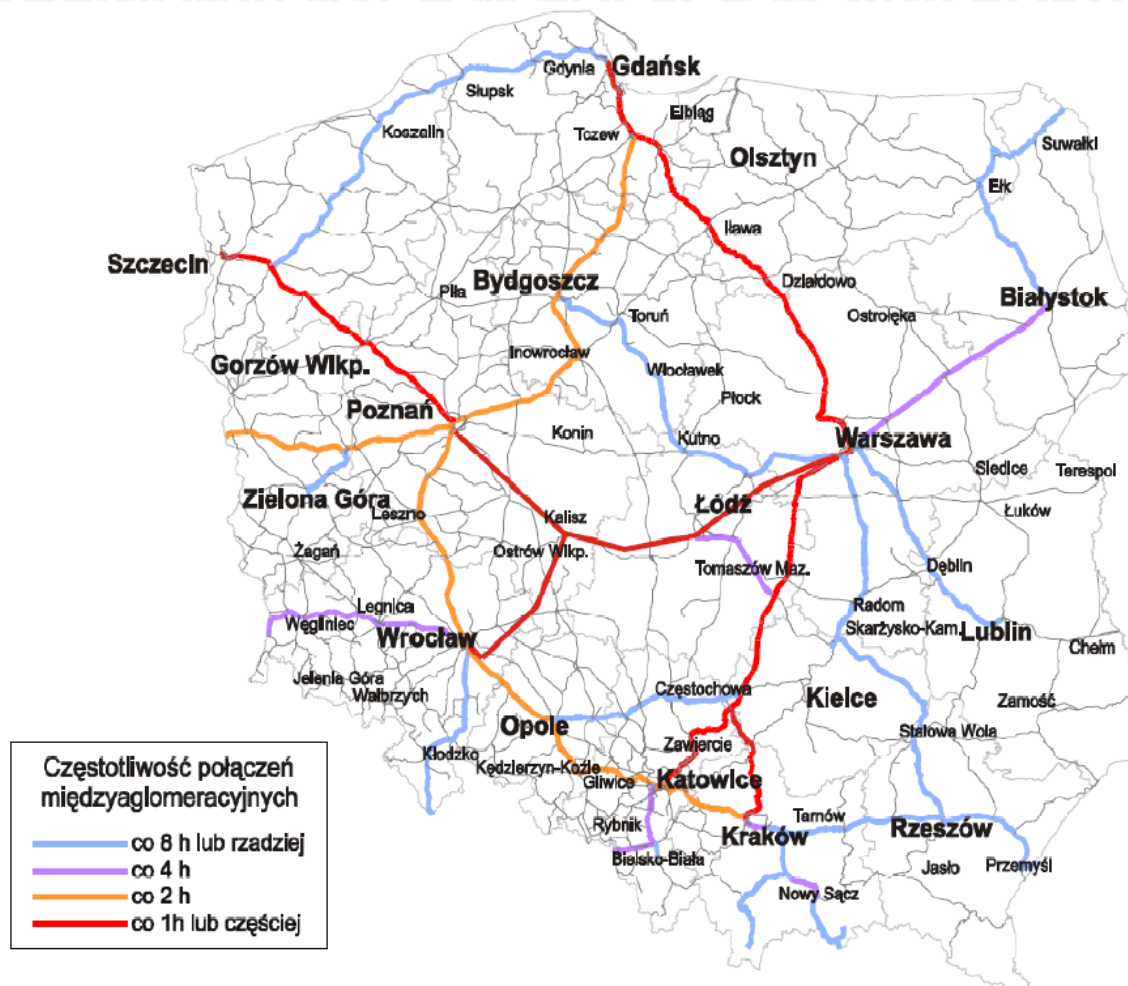 Gdynia
Gdańsk
Słupsk
Elbląg
Koszalin
Tczew
Suwałki
Olsztyn
Ełk
Iława
Szczecin
Bydgoszcz
Działdowo
Piła
Białystok
Toruń
Ostrołęka
Inowrocław
Gorzów Wlkp.
Włocławek
Płock
Poznań
Konin
Kutno
Warszawa
Siedlce
Terespol
Zielona Góra
Łódź
Leszno
Kalisz
Łuków
Żagań
Ostrów Wlkp.
Tomaszów Maz.
Dęblin
Legnica
Radom
Węgliniec
Wrocław
Skarżysko-Kam.
Lublin
Chełm
Jelenia Góra
Wałbrzych
Częstochowa
Kielce
Zamość
Opole
Stalowa Wola
Kłodzko
Zawiercie
Kędzierzyn-Koźle
Gliwice
Katowice
Rybnik
Kraków
Tarnów
Rzeszów
Bielsko-Biała
Jasło
Przemyśl
Nowy Sącz
Częstotliwość połączeń
międzyaglomeracyjnych
co 8 h lub rzadziej
co 4 h
co 2 h
co 1h lub częściej